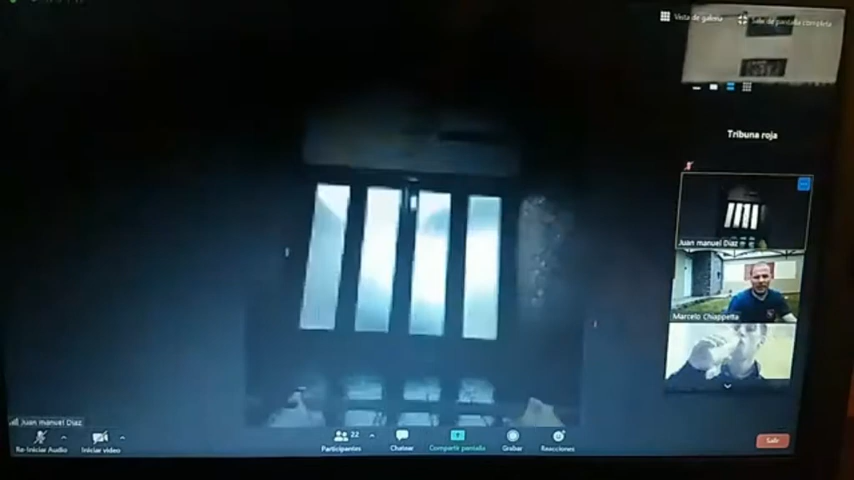 Vista de galería
Salir de pantalla completa
Tribuna roja
Juan manuel Diaz
Marcelo Chiappetta
Juan manuel Diaz
Re-Iniciar Audio
Iniciar video
Participantes
22
Chatear
Compartir pantalla
Grabar
Reacciones
Salir